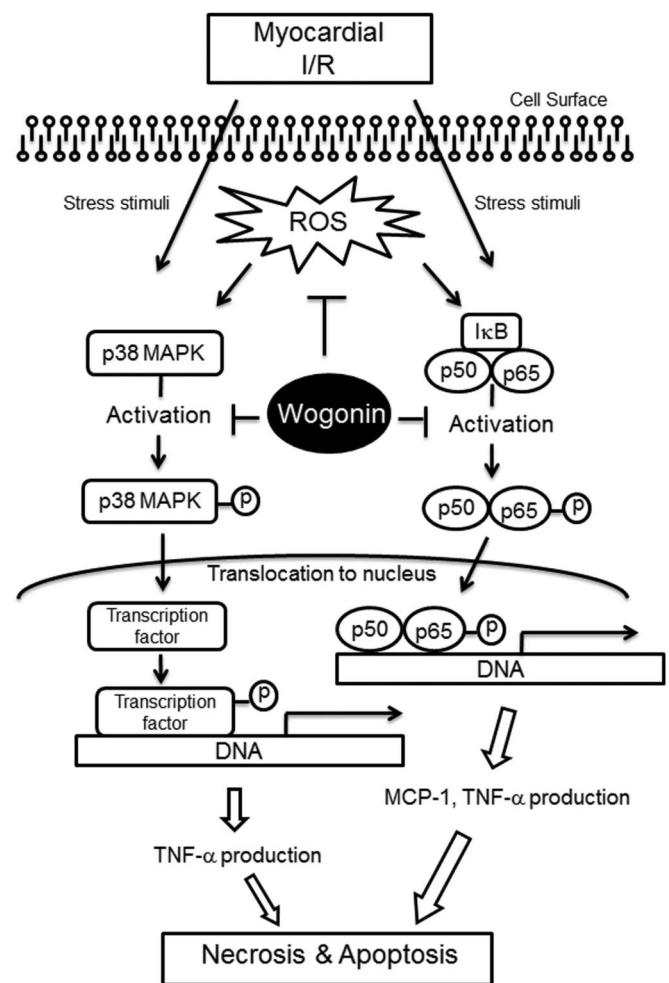 Myocardial
I/R
Cell Surface
Stress stimuli
ROS
Stress stimuli
p38 MAPK
IκB
p50 p65
Activation
Wogonin
Activation
p38 MAPK P
p50 p65 P
Translocation to nucleus
Transcription
factor
p50 p65 P
DNA
Transcription
factor
P
DNA
MCP-1, TNF-α production
TNF-α production
Necrosis & Apoptosis